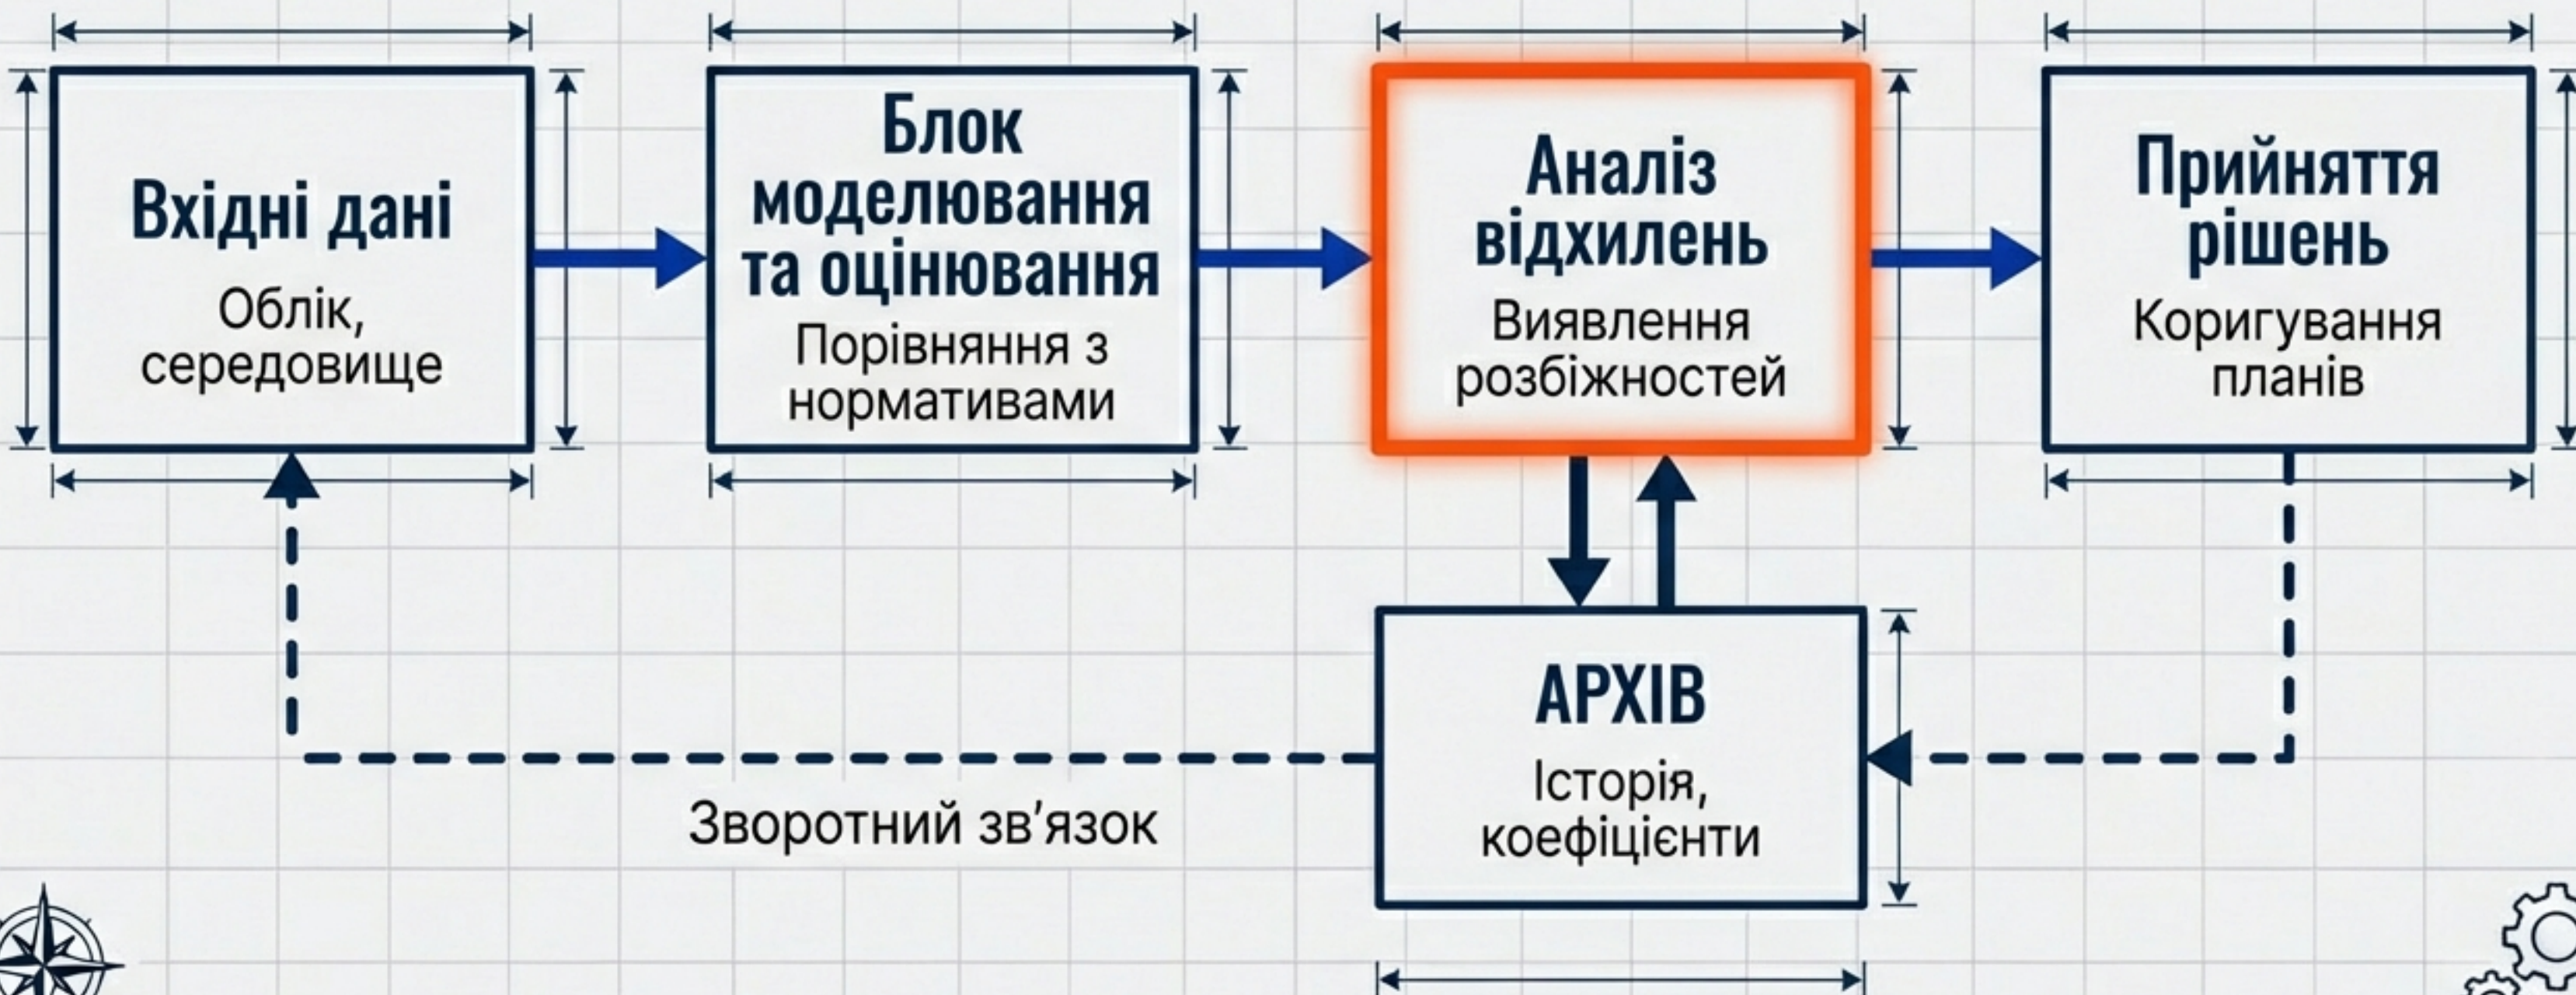 Вхідні дані
Облік,
середовище
Блок
моделювання
та оцінювання
Порівняння з
нормативами
Аналіз
відхилень
Виявлення
розбіжностей
Прийняття
рішень
Коригування
планів
АРХІВ
Історія,
коефіцієнти
Зворотний зв’язок